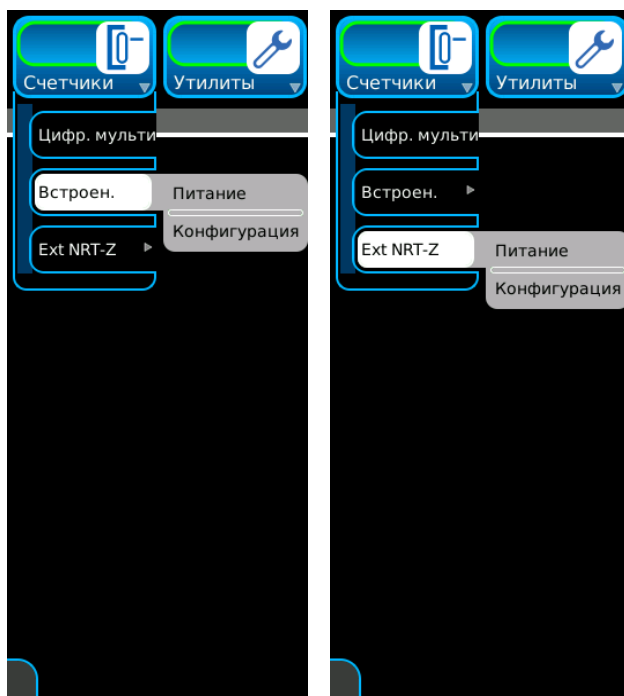 Счетчики Утилиты
Цифр. мульти
Встроен. Питание
Конфигурация
Ext NRT-Z
Счетчики Утилиты
Цифр. мульти
Встроен.
Ext NRT-Z Питание
Конфигурация